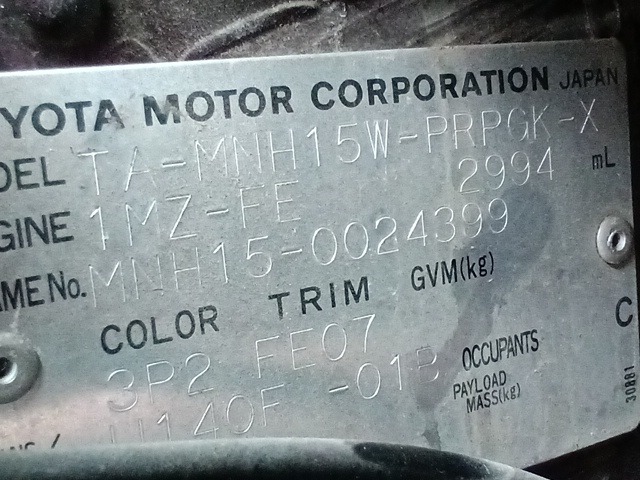 YOTA MOTOR CORPORATION JAPAN
DEL TA-MNH15W-PRPGK-X
GINE 1MZ-FE 2994 mL
AME No. MNH15-0024399
COLOR TRIM GVM(kg)
3P2 FE07
U140F -01B OCCUPANTS
PAYLOAD
MASS(kg)
C
30881